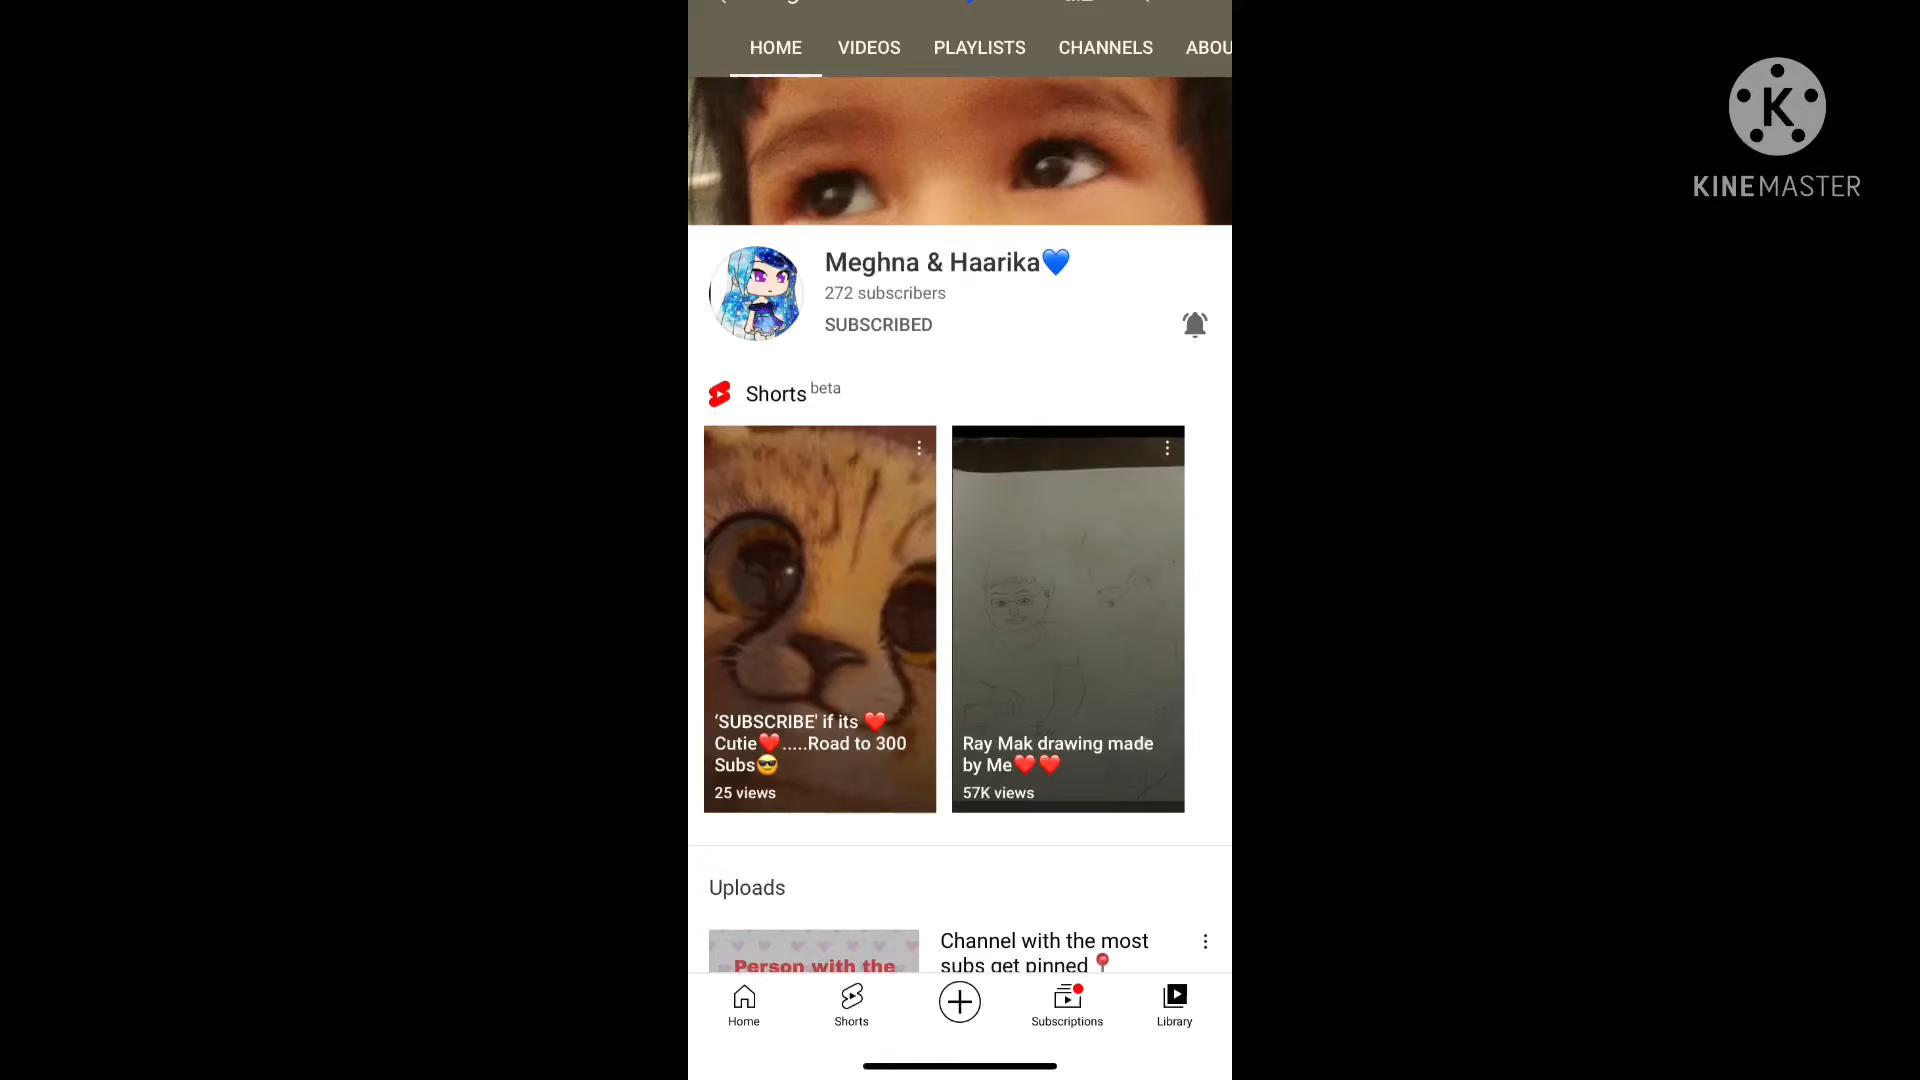 HOME VIDEOS PLAYLISTS CHANNELS ABOU
K
KINEMASTER
Meghna & Haarika💙
272 subscribers
SUBSCRIBED
Shorts beta
‘SUBSCRIBE' if its ❤️
Cutie❤️.....Road to 300
Subs😎
25 views
Ray Mak drawing made
by Me❤️❤️
57K views
Uploads
Person with the
Channel with the most
subs get pinned📍
Home Shorts Subscriptions Library